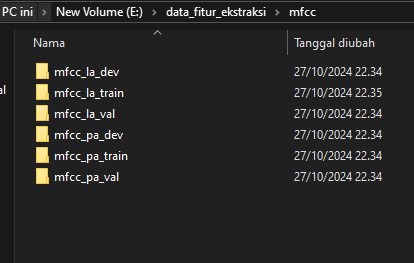 PC ini > New Volume (E:) > data_fitur_ekstraksi > mfcc
Nama Tanggal diubah
mfcc_la_dev 27/10/2024 22.34
mfcc_la_train 27/10/2024 22.35
al mfcc_la_val 27/10/2024 22.34
mfcc_pa_dev 27/10/2024 22.34
mfcc_pa_train 27/10/2024 22.34
mfcc_pa_val 27/10/2024 22.34